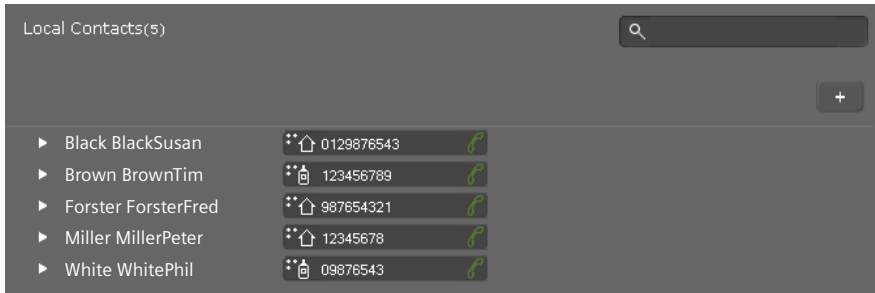 Local Contacts(5)
+
Black BlackSusan 0129876543
Brown BrownTim 123456789
Forster ForsterFred 987654321
Miller MillerPeter 12345678
White WhitePhil 09876543